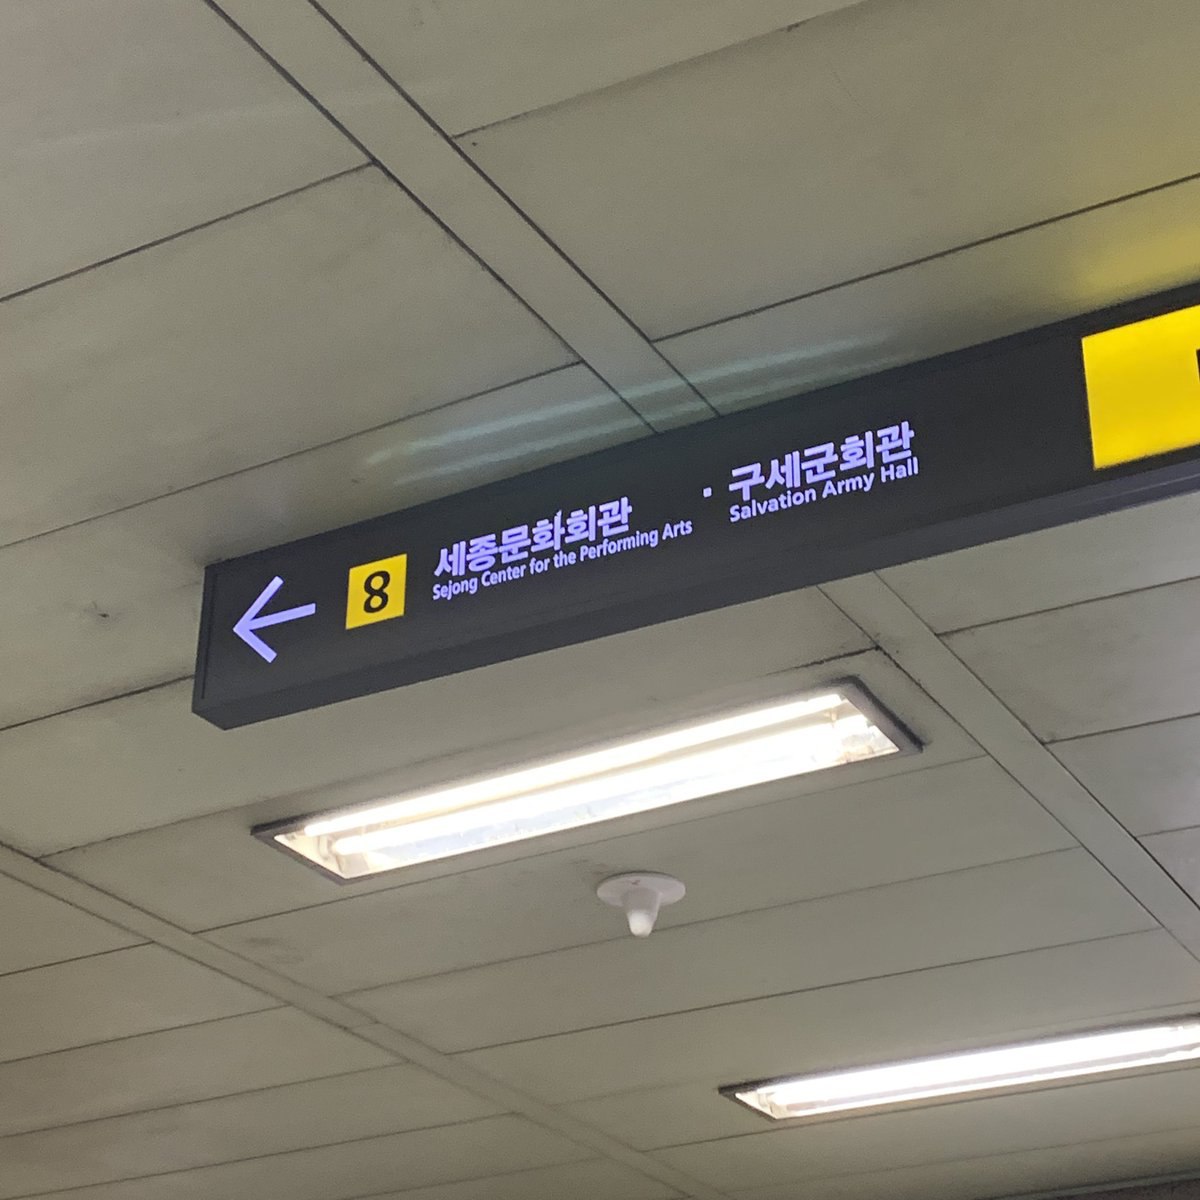 ← 8 세종문화회관 · 구세군회관
Sejong Center for the Performing Arts Salvation Army Hall